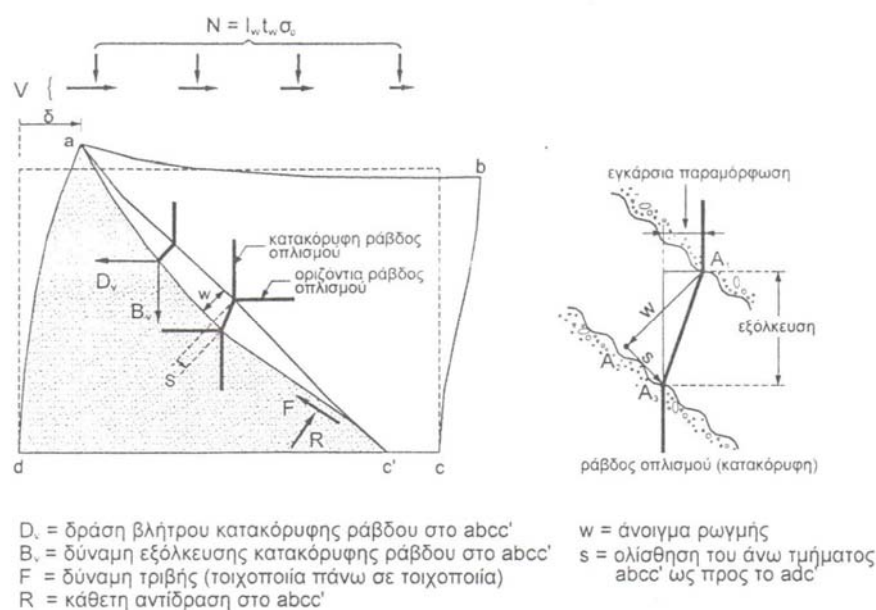 N = l_w t_w σ_o
V {
δ
a
b
εγκάρσια παραμόρφωση
κατακόρυφη ράβδος
οπλισμού
οριζόντια ράβδος
οπλισμού
D_v
B_v
w
s
F
R
d
c'
c
A_1
w
εξόλκευση
A_2
s
A_3
ράβδος οπλισμού (κατακόρυφη)
D_v = δράση βλήτρου κατακόρυφης ράβδου στο abcc'
B_v = δύναμη εξόλκευσης κατακόρυφης ράβδου στο abcc'
F = δύναμη τριβής (τοιχοποιία πάνω σε τοιχοποιία)
R = κάθετη αντίδραση στο abcc'
w = άνοιγμα ρωγμής
s = ολίσθηση του άνω τμήματος
abcc' ως προς το adc'